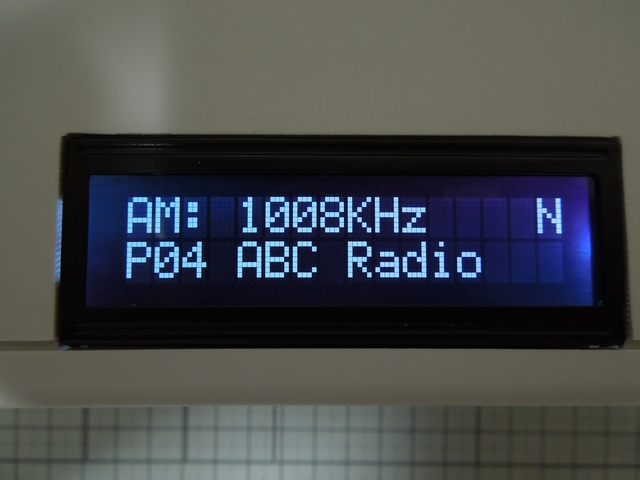 AM: 1008KHz N
P04 ABC Radio